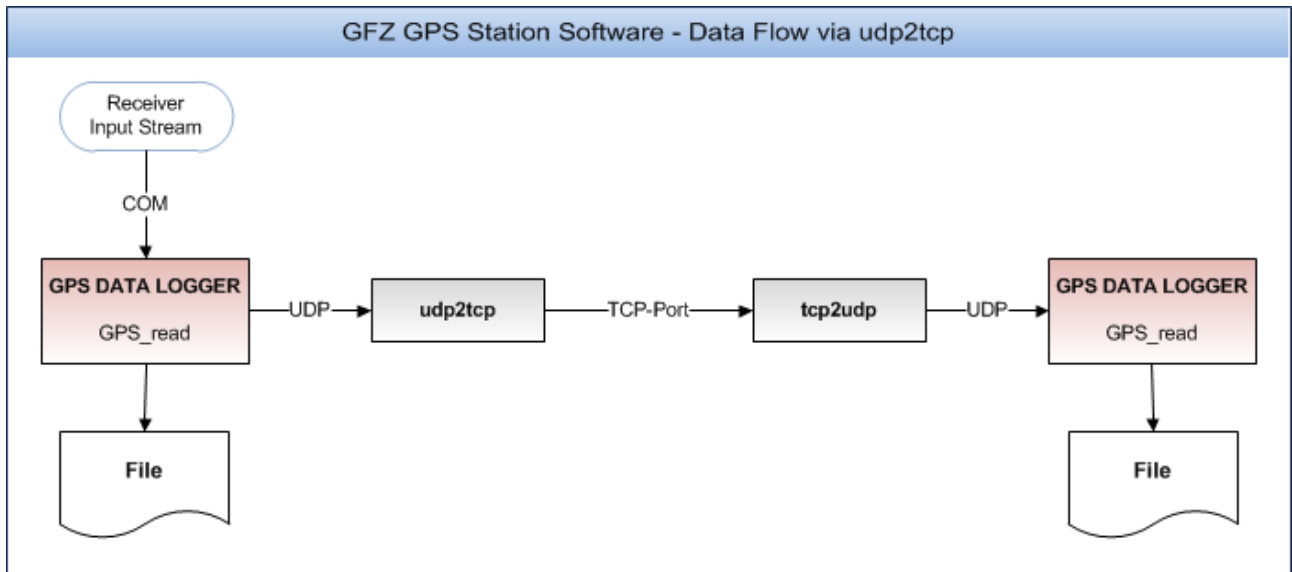 GFZ GPS Station Software - Data Flow via udp2tcp
Receiver
Input Stream
COM
GPS DATA LOGGER
GPS_read
UDP
udp2tcp
TCP-Port
tcp2udp
UDP
GPS DATA LOGGER
GPS_read
File
File